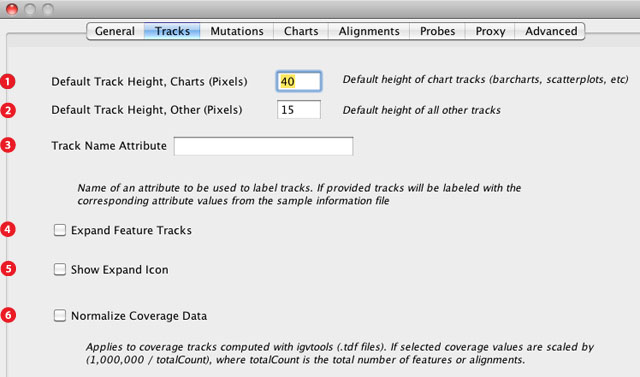 General Tracks Mutations Charts Alignments Probes Proxy Advanced
1 Default Track Height, Charts (Pixels) 40 Default height of chart tracks (barcharts, scatterplots, etc)
2 Default Track Height, Other (Pixels) 15 Default height of all other tracks
3 Track Name Attribute
Name of an attribute to be used to label tracks. If provided tracks will be labeled with the
corresponding attribute values from the sample information file
4 Expand Feature Tracks
5 Show Expand Icon
6 Normalize Coverage Data
Applies to coverage tracks computed with igvtools (.tdf files). If selected coverage values are scaled by
(1,000,000 / totalCount), where totalCount is the total number of features or alignments.